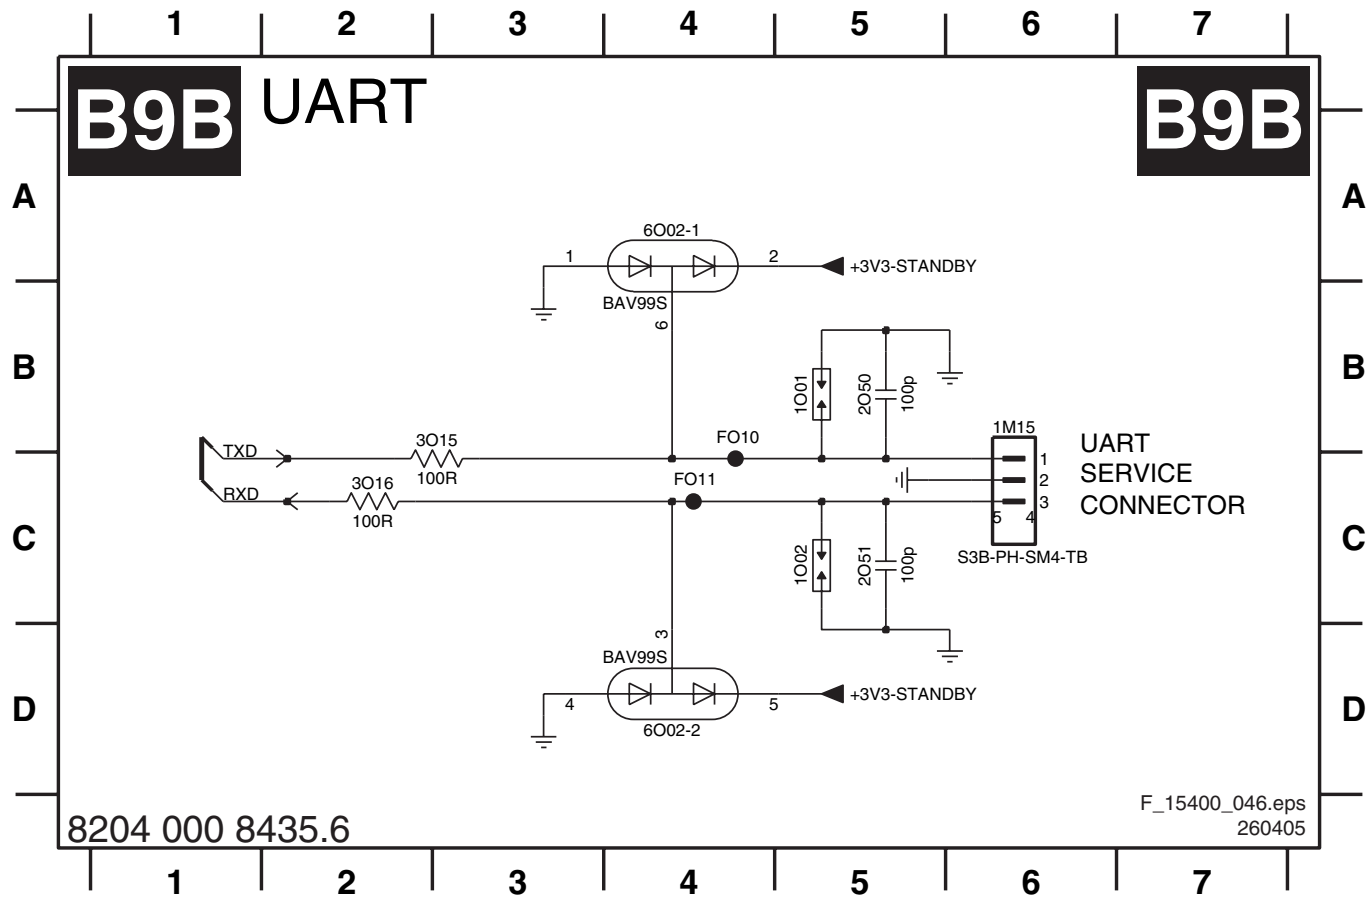 1 2 3 4 5 6 7
B9B UART B9B
A A
6O02-1
1 2 +3V3-STANDBY
BAV99S
6
B B
1O01 2O50 100p
1M15
TXD 3O15 FO10 1 UART
100R 2 SERVICE
RXD 3O16 FO11 3 CONNECTOR
100R 5 4
C C
1O02 2O51 100p
S3B-PH-SM4-TB
3
BAV99S
4 5 +3V3-STANDBY
D D
6O02-2
F_15400_046.eps
8204 000 8435.6 260405
1 2 3 4 5 6 7